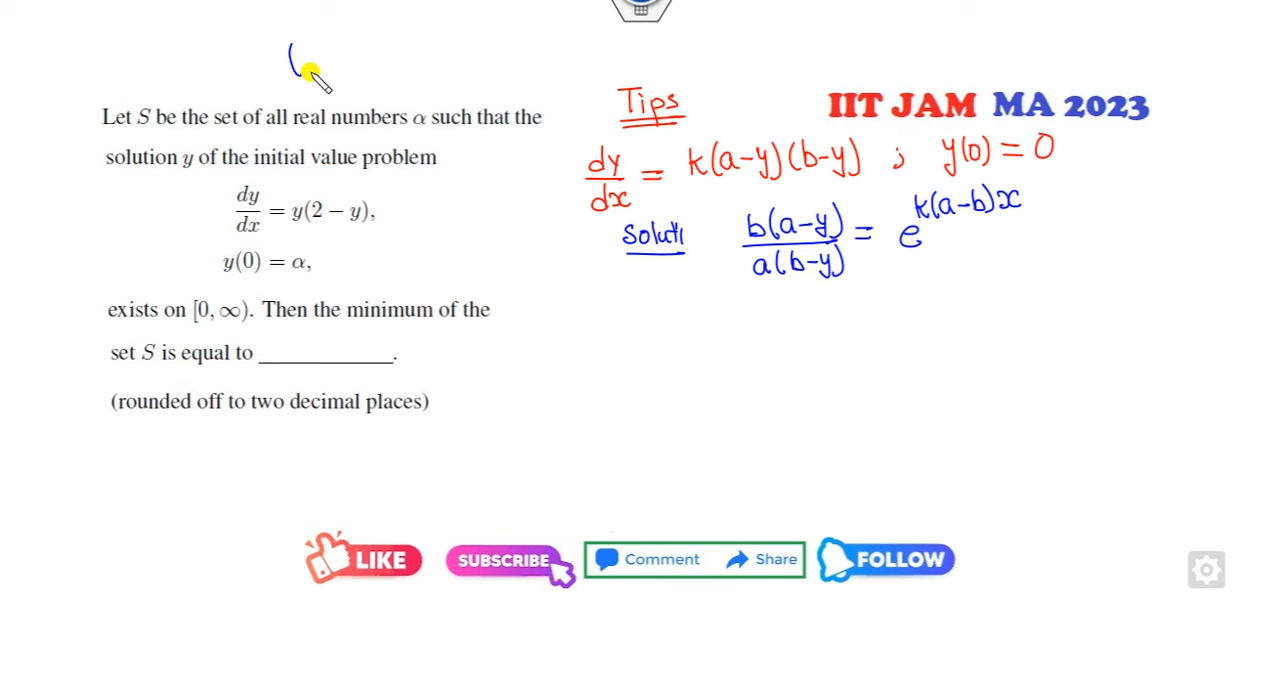 Let S be the set of all real numbers α such that the
solution y of the initial value problem
dy/dx = y(2 − y),
y(0) = α,
exists on [0, ∞). Then the minimum of the
set S is equal to ____________.
(rounded off to two decimal places)
Tips
IIT JAM MA 2023
dy/dx = k(a-y)(b-y) ; y(0) = 0
Soluti b(a-y)/a(b-y) = e^{k(a-b)x}
LIKE SUBSCRIBE Comment Share FOLLOW